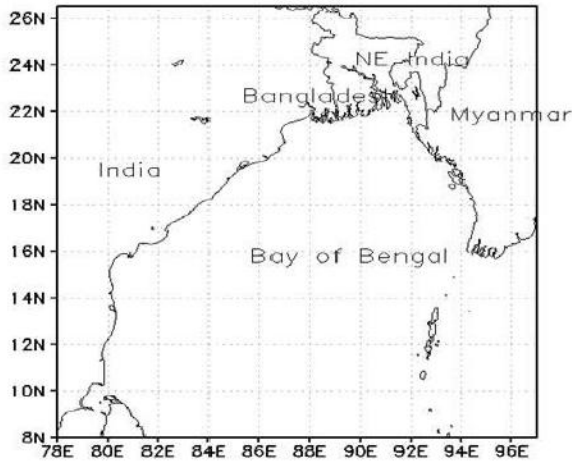 26N
24N
NE India
Bangladesh
22N
Myanmar
20N
India
18N
16N
Bay of Bengal
14N
12N
10N
8N
78E 80E 82E 84E 86E 88E 90E 92E 94E 96E